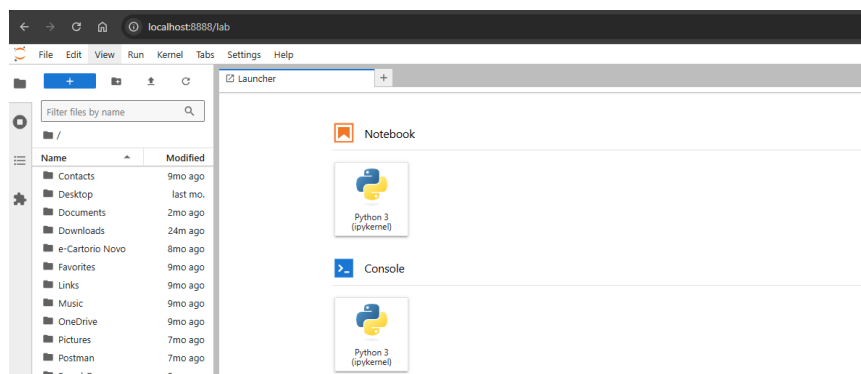 localhost:8888/lab
File Edit View Run Kernel Tabs Settings Help
+
Launcher
+
Filter files by name
/
Name Modified
Contacts 9mo ago
Desktop last mo.
Documents 2mo ago
Downloads 24m ago
e-Cartorio Novo 8mo ago
Favorites 9mo ago
Links 9mo ago
Music 9mo ago
OneDrive 9mo ago
Pictures 7mo ago
Postman 7mo ago
Notebook
Python 3
(ipykernel)
Console
Python 3
(ipykernel)